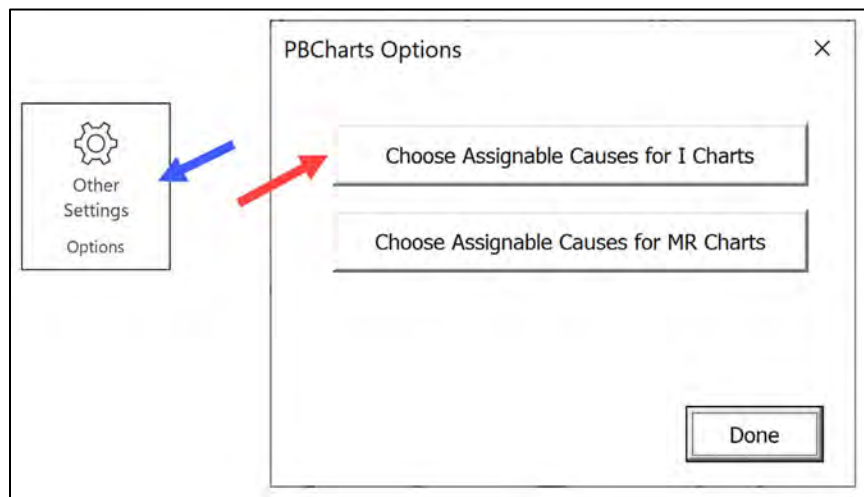 Other
Settings
Options
PBCharts Options
Choose Assignable Causes for I Charts
Choose Assignable Causes for MR Charts
Done